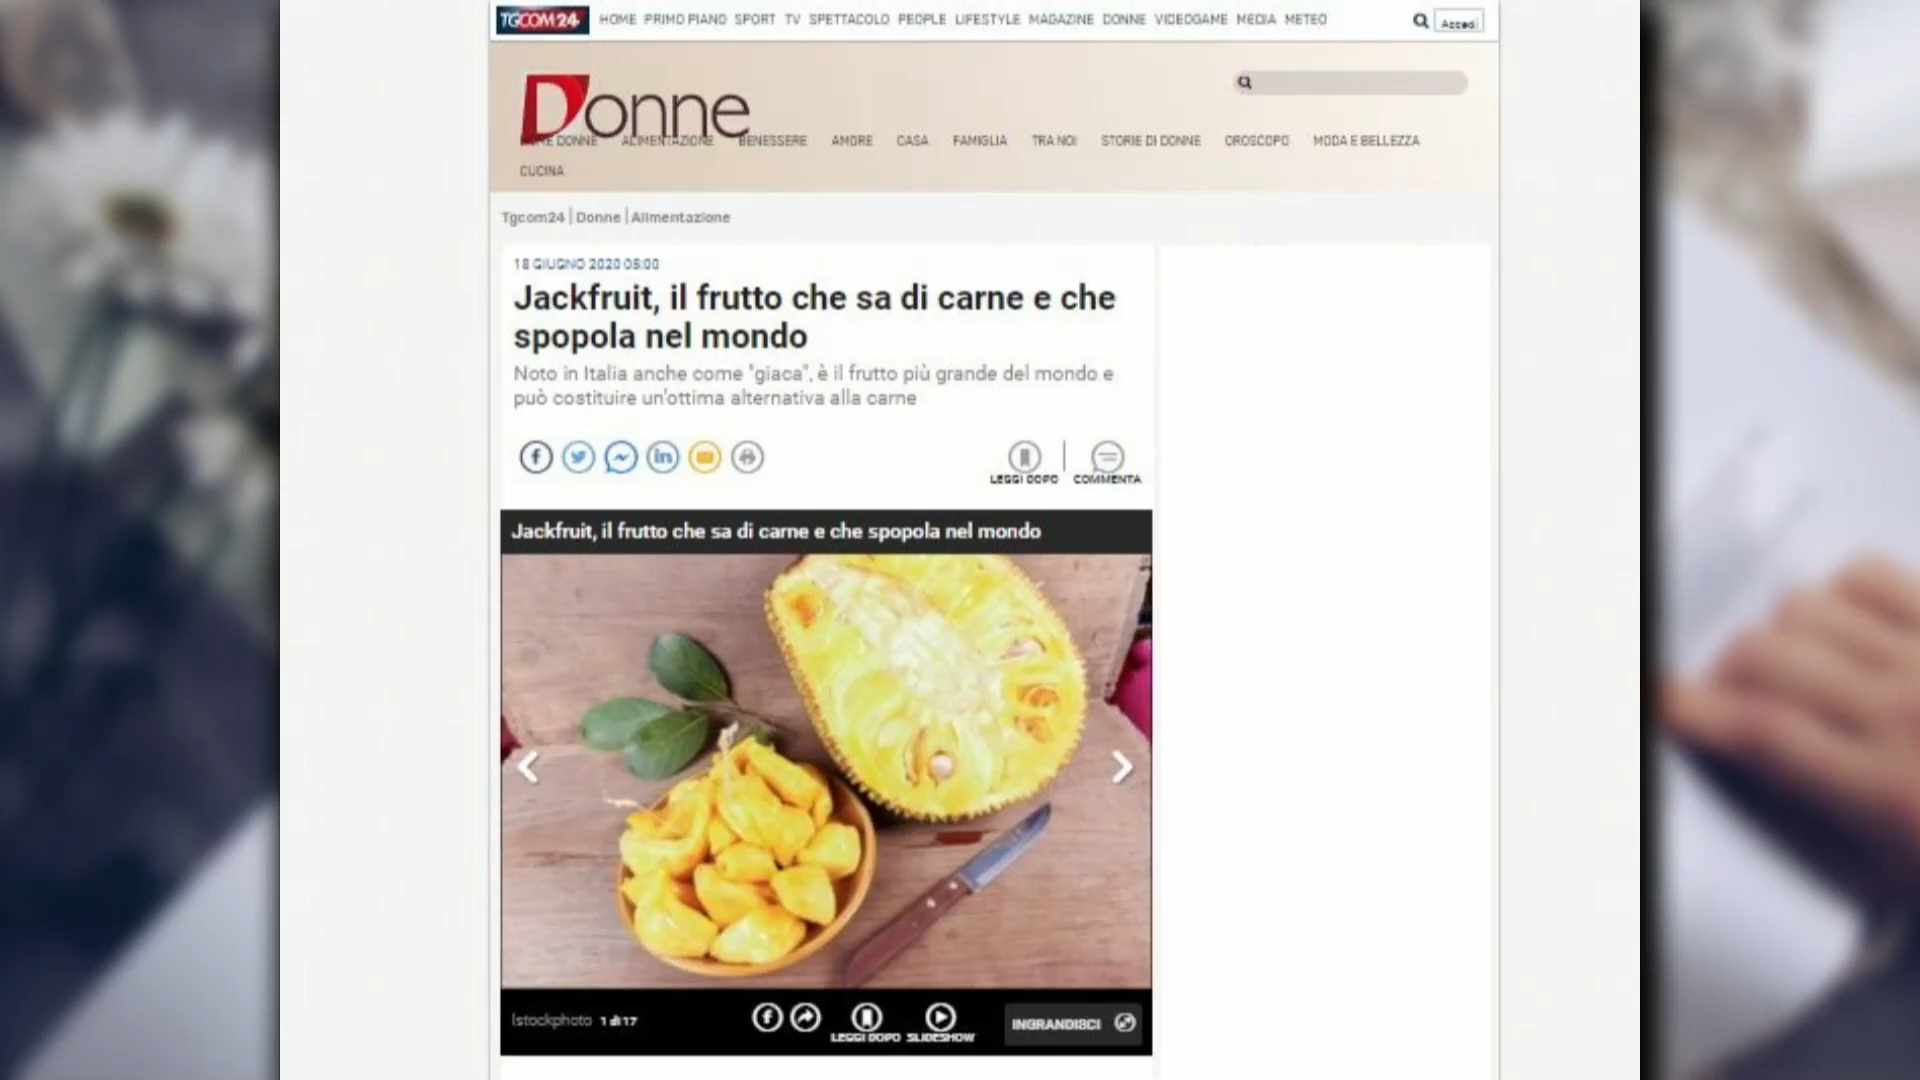 TGCOM24 HOME PRIMO PIANO SPORT TV SPETTACOLO PEOPLE LIFESTYLE MAGAZINE DONNE VIDEOGAME MEDIA METEO Accedi
Donne
HOME DONNE ALIMENTAZIONE BENESSERE AMORE CASA FAMIGLIA TRA NOI STORIE DI DONNE OROSCOPO MODA E BELLEZZA
CUCINA
Tgcom24 | Donne | Alimentazione
18 GIUGNO 2020 05:00
Jackfruit, il frutto che sa di carne e che
spopola nel mondo
Noto in Italia anche come "giaca", è il frutto più grande del mondo e
può costituire un'ottima alternativa alla carne
LEGGI DOPO COMMENTA
Jackfruit, il frutto che sa di carne e che spopola nel mondo
Istockphoto 1 di 17
LEGGI DOPO SLIDESHOW
INGRANDISCI